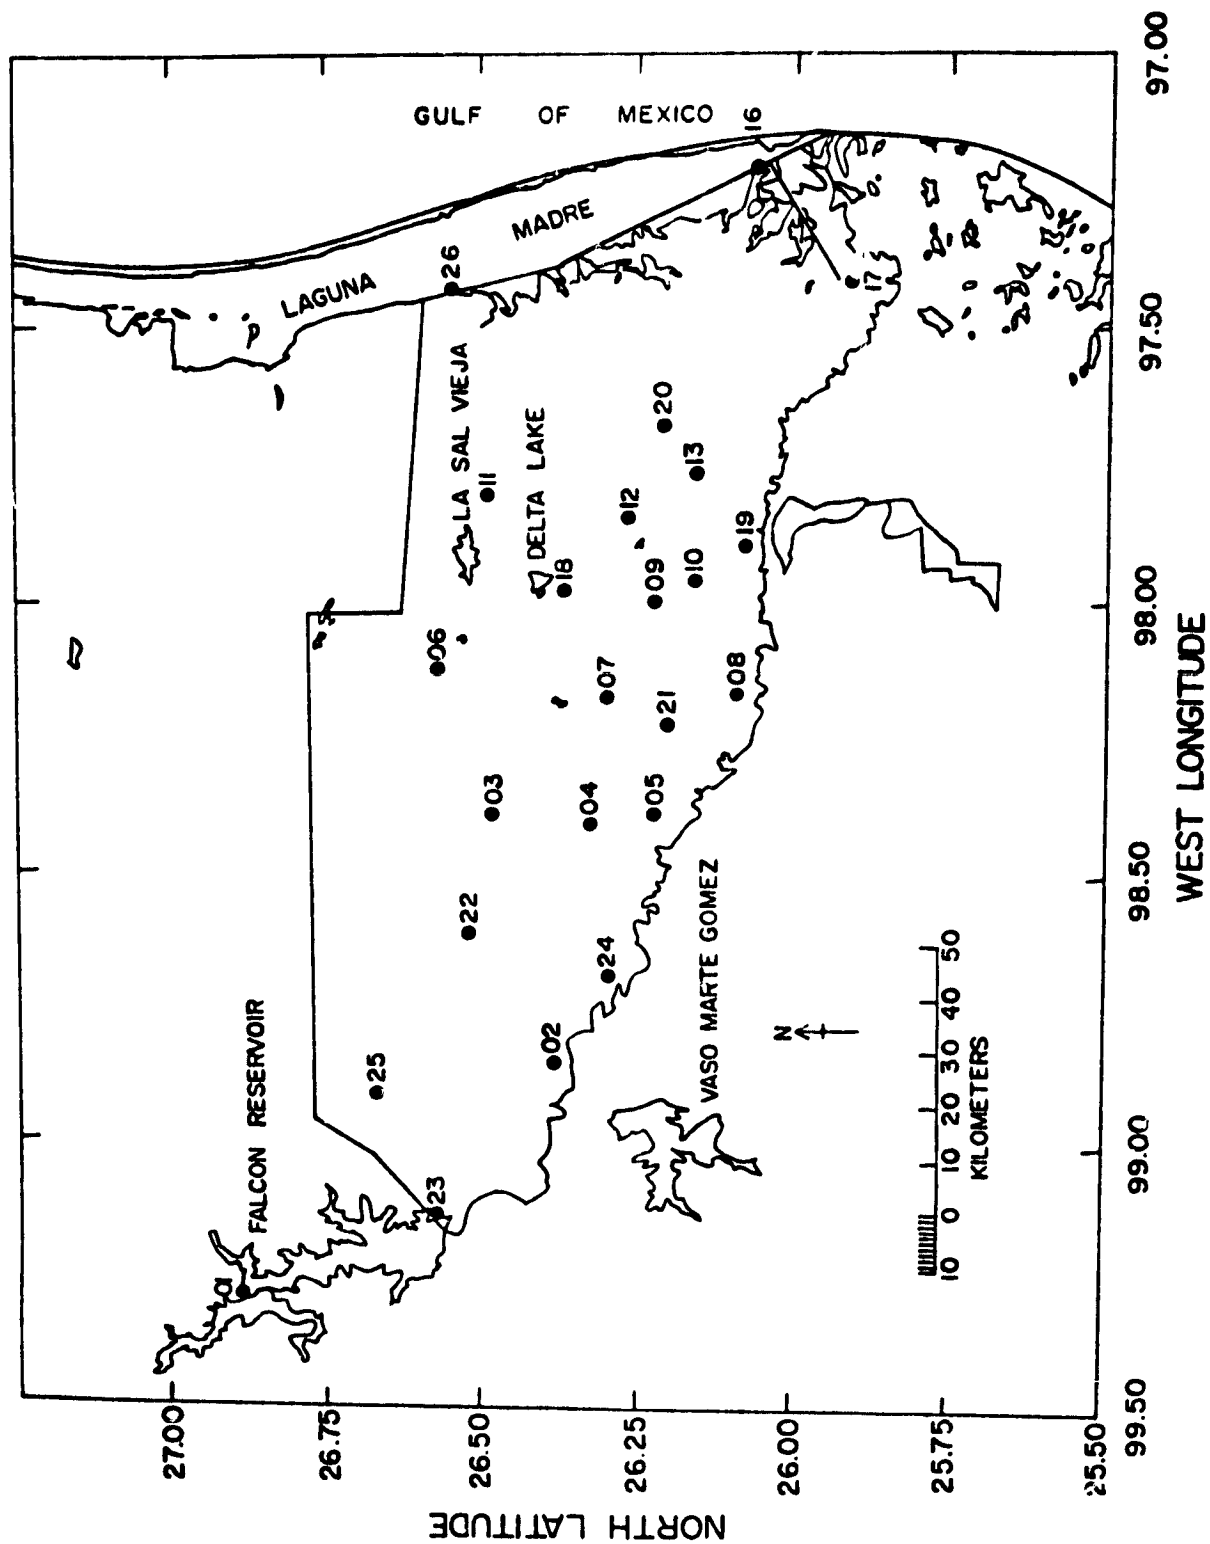 GULF OF MEXICO
LAGUNA MADRE
FALCON RESERVOIR
LA SAL VIEJA
DELTA LAKE
VASO MARTE GOMEZ
a
23
25
02
24
22
03
04
05
21
07
06
08
09
10
18
11
12
13
19
20
26
16
17
N
10 0 10 20 30 40 50
KILOMETERS
NORTH LATITUDE
27.00
26.75
26.50
26.25
26.00
25.75
25.50
99.50 99.00 98.50 98.00 97.50 97.00
WEST LONGITUDE